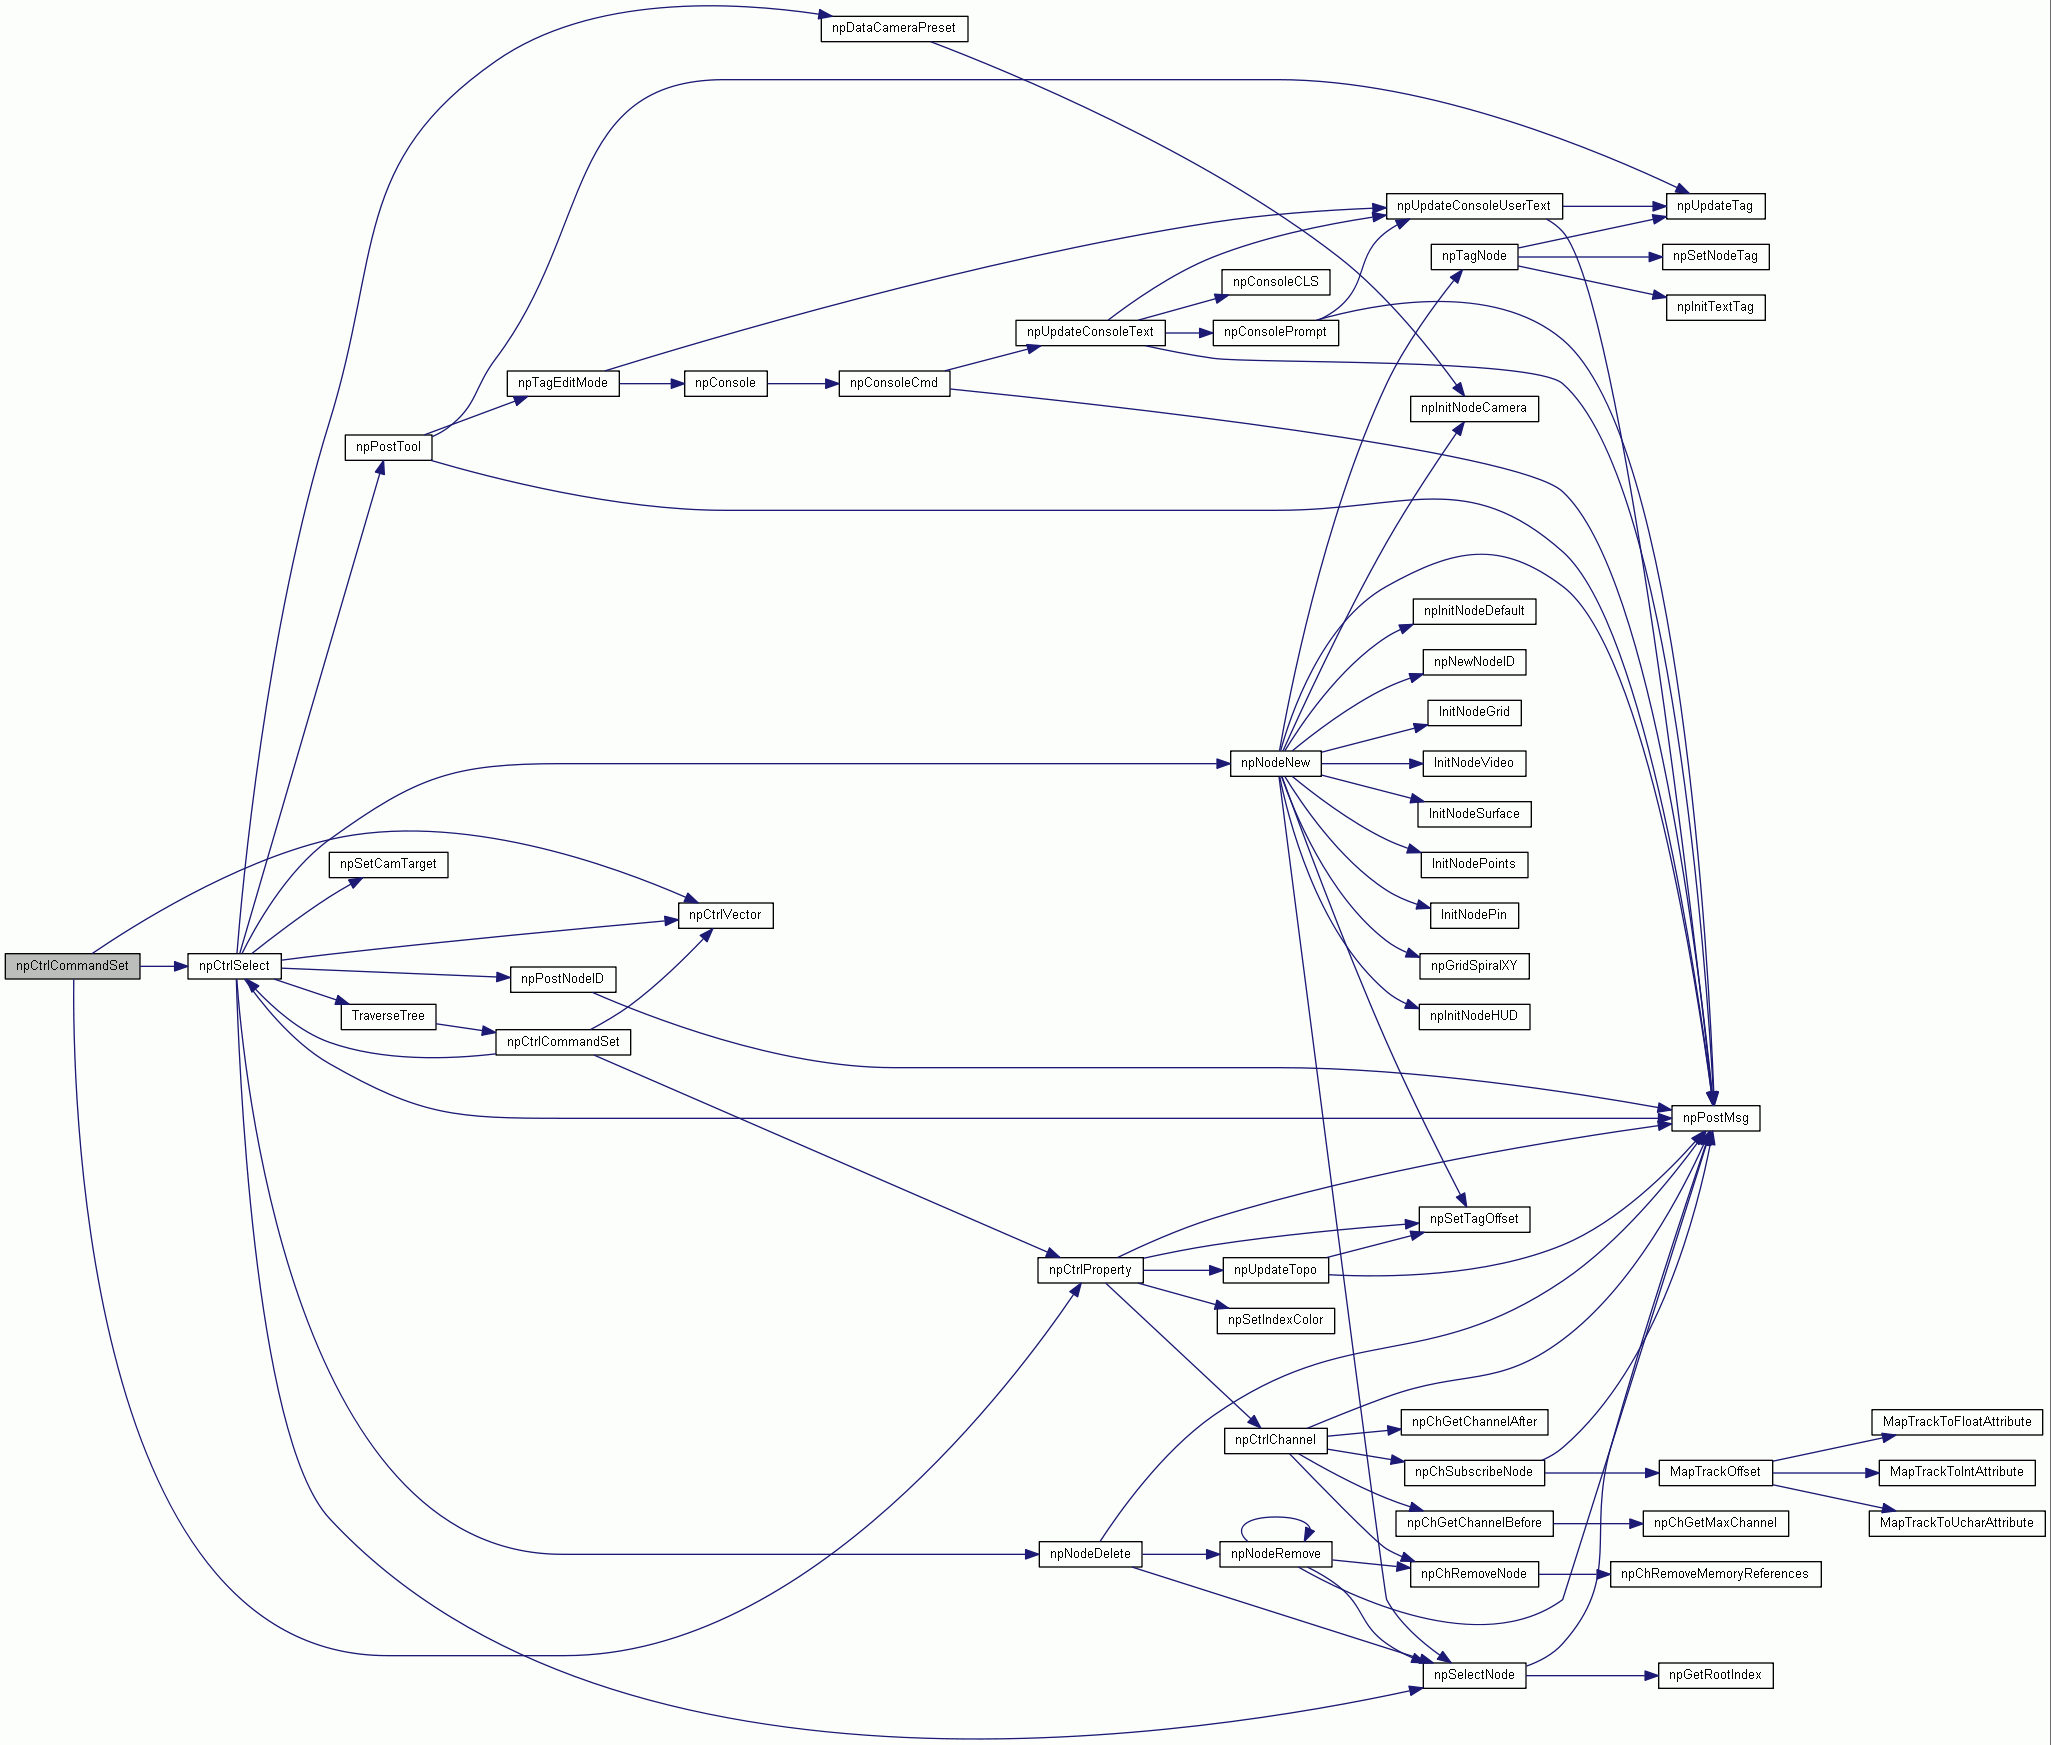 npDataCameraPreset
npUpdateConsoleUserText
npUpdateTag
npTagNode
npSetNodeTag
npConsoleCLS
npInitTextTag
npUpdateConsoleText
npConsolePrompt
npTagEditMode
npConsole
npConsoleCmd
npInitNodeCamera
npPostTool
npInitNodeDefault
npNewNodeID
InitNodeGrid
npNodeNew
InitNodeVideo
InitNodeSurface
npSetCamTarget
InitNodePoints
npCtrlVector
InitNodePin
npCtrlCommandSet
npCtrlSelect
npGridSpiralXY
npPostNodeID
TraverseTree
npInitNodeHUD
npCtrlCommandSet
npPostMsg
npSetTagOffset
npCtrlProperty
npUpdateTopo
npSetIndexColor
npChGetChannelAfter
MapTrackToFloatAttribute
npCtrlChannel
npChSubscribeNode
MapTrackOffset
MapTrackToIntAttribute
npChGetChannelBefore
npChGetMaxChannel
MapTrackToUcharAttribute
npNodeDelete
npNodeRemove
npChRemoveNode
npChRemoveMemoryReferences
npSelectNode
npGetRootIndex